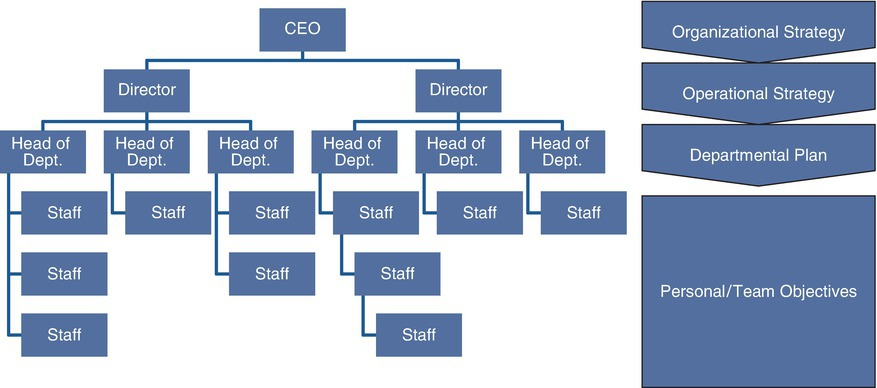 CEO
Organizational Strategy
Director
Director
Operational Strategy
Head of
Dept.
Head of
Dept.
Head of
Dept.
Head of
Dept.
Head of
Dept.
Head of
Dept.
Departmental Plan
Staff
Staff
Staff
Staff
Staff
Staff
Staff
Staff
Staff
Personal/Team Objectives
Staff
Staff